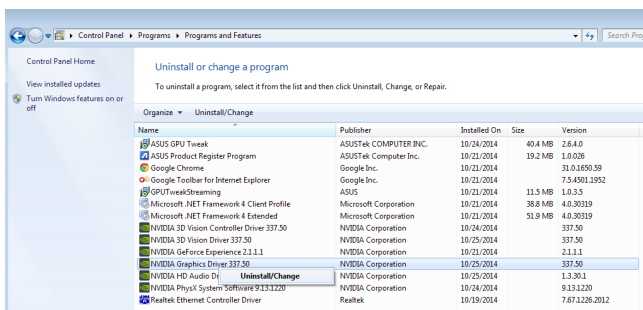 Control Panel ▸ Programs ▸ Programs and Features
Search Pro
Control Panel Home
View installed updates
Turn Windows features on or off
Uninstall or change a program
To uninstall a program, select it from the list and then click Uninstall, Change, or Repair.
Organize Uninstall/Change
Name Publisher Installed On Size Version
ASUS GPU Tweak ASUSTek COMPUTER INC. 10/24/2014 40.4 MB 2.6.4.0
ASUS Product Register Program ASUSTek Computer Inc. 10/21/2014 19.2 MB 1.0.026
Google Chrome Google Inc. 10/21/2014 31.0.1650.59
Google Toolbar for Internet Explorer Google Inc. 10/21/2014 7.5.4501.1952
GPUTweakStreaming ASUS 10/21/2014 11.5 MB 1.0.3.5
Microsoft .NET Framework 4 Client Profile Microsoft Corporation 10/21/2014 38.8 MB 4.0.30319
Microsoft .NET Framework 4 Extended Microsoft Corporation 10/21/2014 51.9 MB 4.0.30319
NVIDIA 3D Vision Controller Driver 337.50 NVIDIA Corporation 10/24/2014 337.50
NVIDIA 3D Vision Driver 337.50 NVIDIA Corporation 10/25/2014 337.50
NVIDIA GeForce Experience 2.1.1.1 NVIDIA Corporation 10/21/2014 2.1.1.1
NVIDIA Graphics Driver 337.50 NVIDIA Corporation 10/25/2014 337.50
NVIDIA HD Audio Dr Uninstall/Change NVIDIA Corporation 10/25/2014 1.3.30.1
NVIDIA PhysX System Software 9.13.1220 NVIDIA Corporation 10/24/2014 9.13.1220
Realtek Ethernet Controller Driver Realtek 10/19/2014 7.67.1226.2012